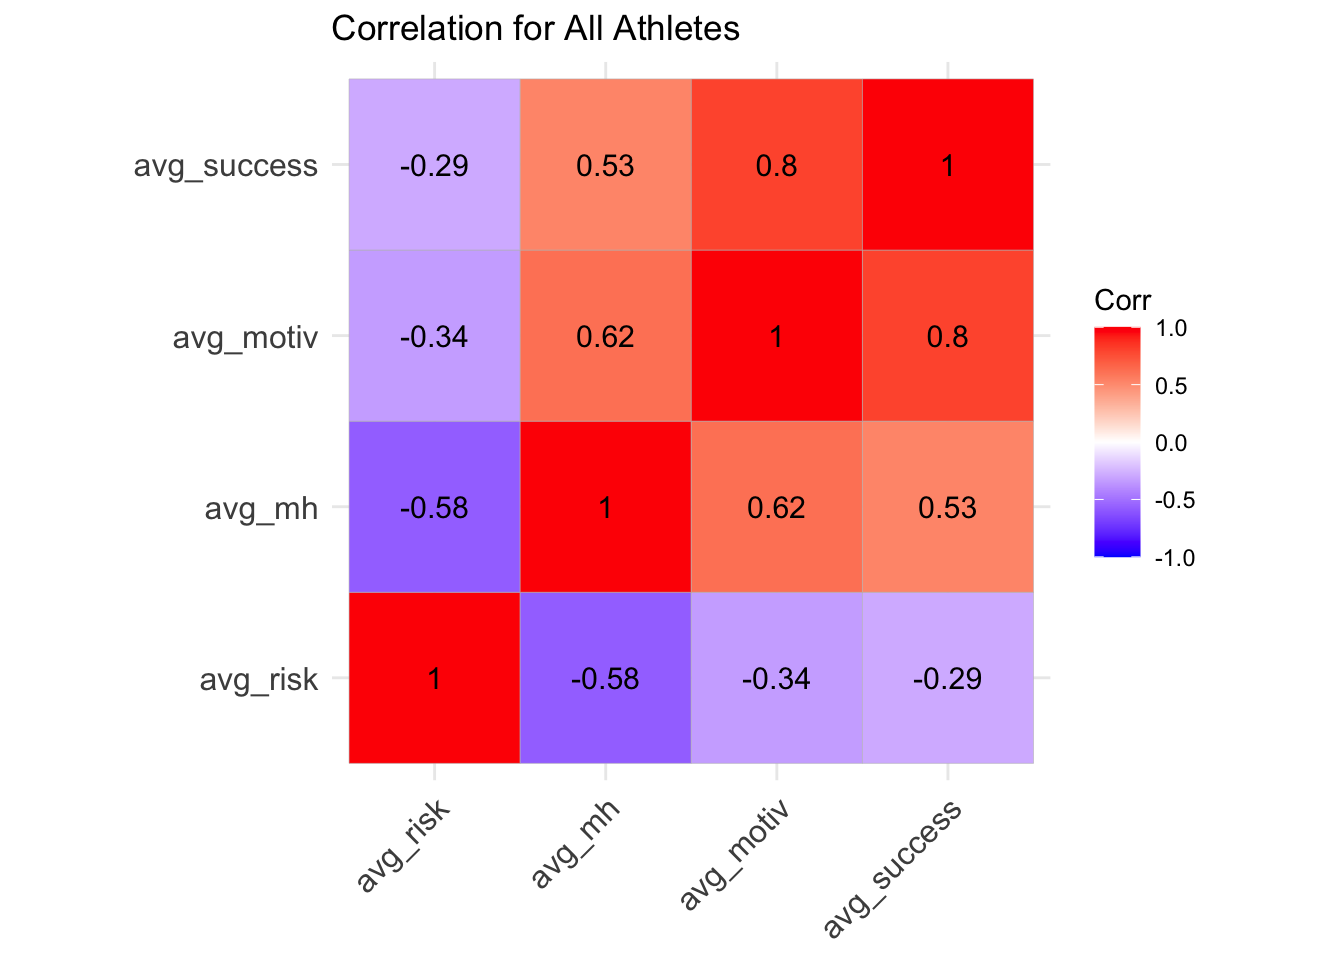 Correlation for All Athletes
avg_success -0.29 0.53 0.8 1
avg_motiv -0.34 0.62 1 0.8
avg_mh -0.58 1 0.62 0.53
avg_risk 1 -0.58 -0.34 -0.29
avg_risk avg_mh avg_motiv avg_success
Corr
1.0
0.5
0.0
-0.5
-1.0